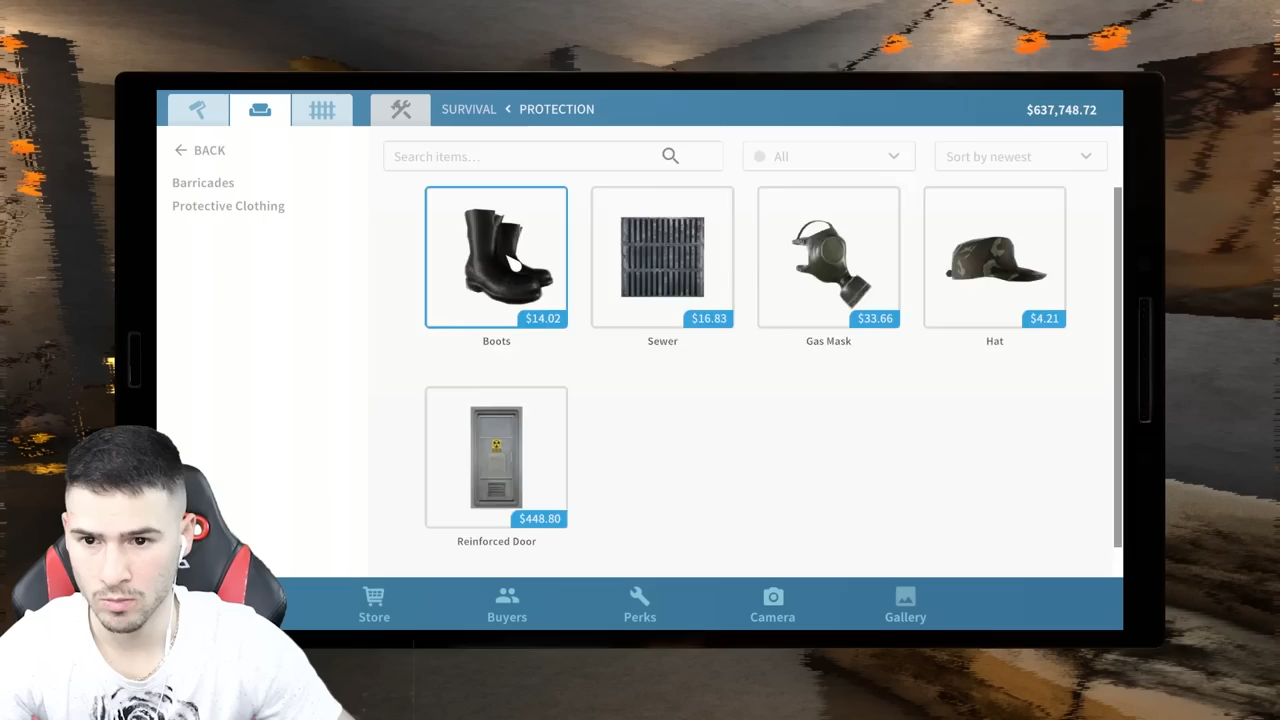 SURVIVAL < PROTECTION
$637,748.72
BACK
Barricades
Protective Clothing
Search items...
All
Sort by newest
$14.02
$16.83
$33.66
$4.21
Boots
Sewer
Gas Mask
Hat
$448.80
Reinforced Door
Store
Buyers
Perks
Camera
Gallery